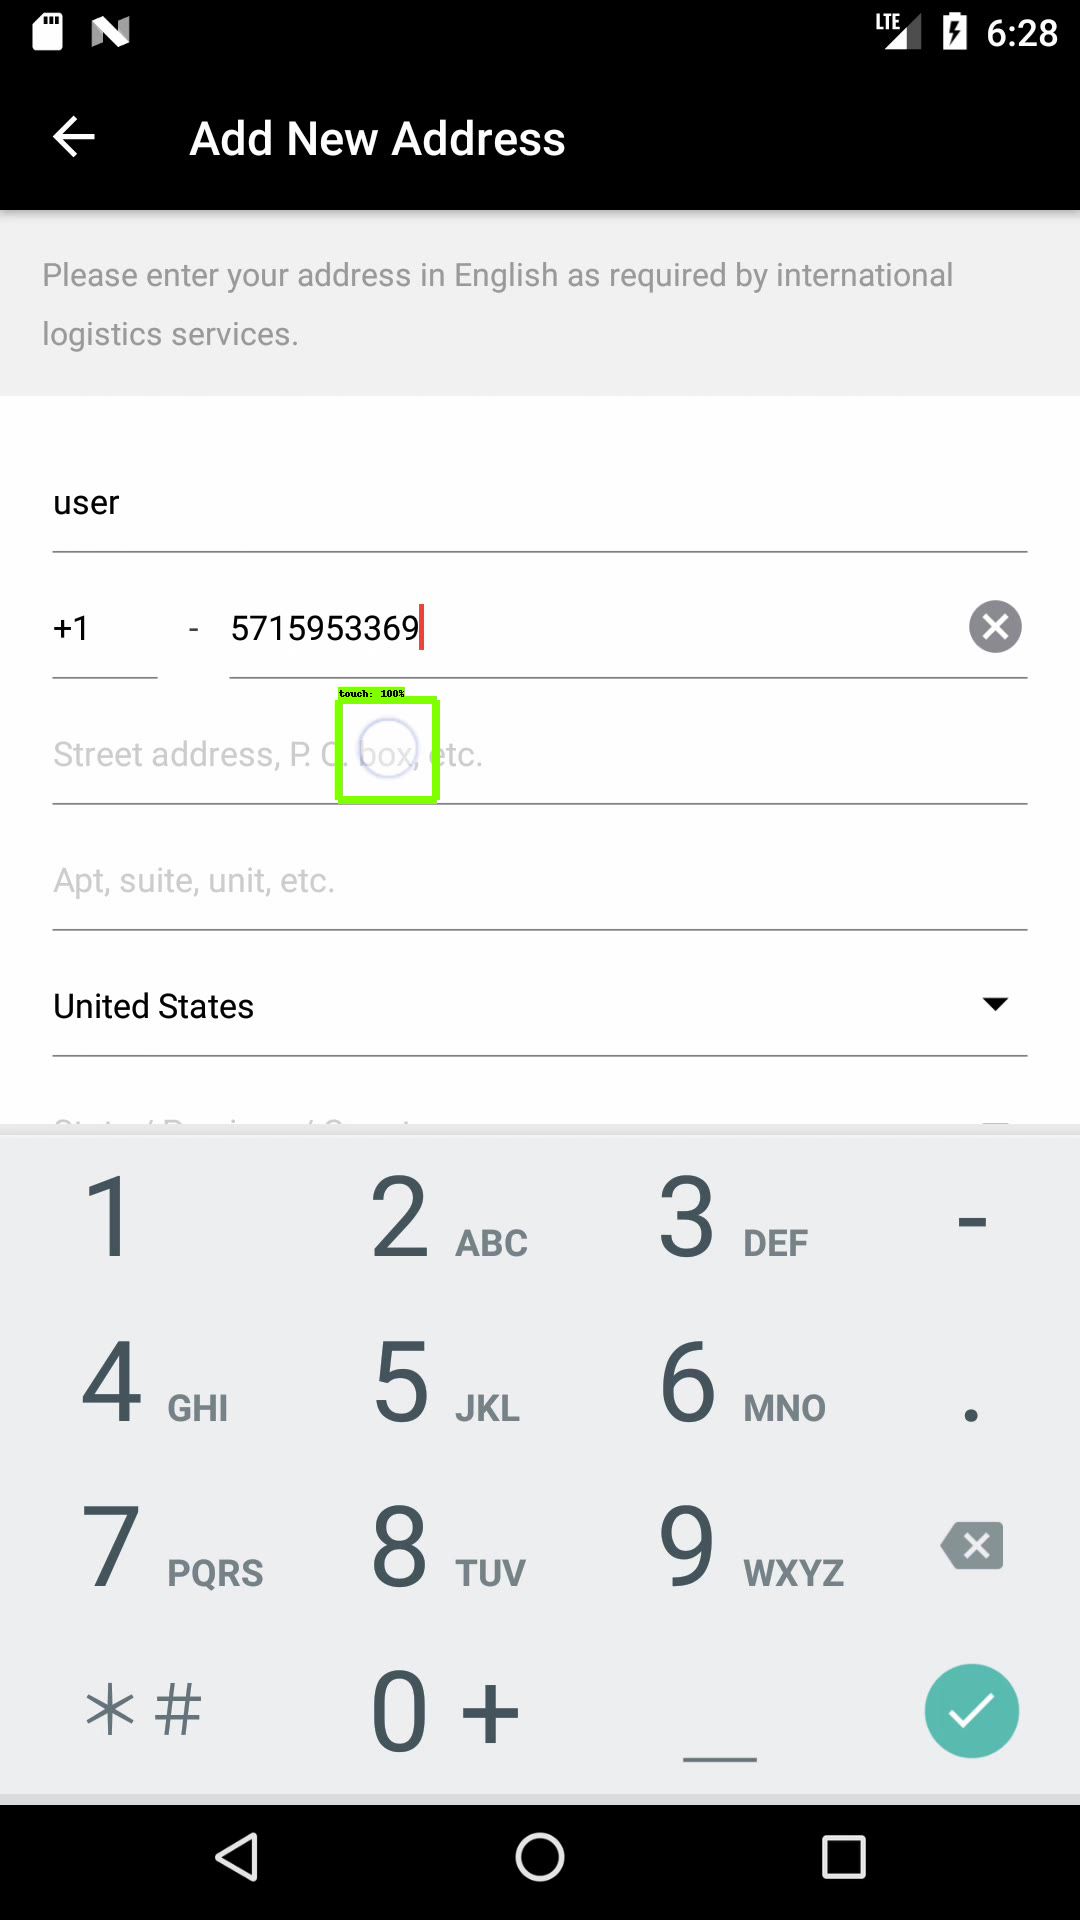 LTE 6:28
Add New Address
Please enter your address in English as required by international
logistics services.
user
+1 - 5715953369
touch: 100%
Street address, P. O. box, etc.
Apt, suite, unit, etc.
United States
1 2 ABC 3 DEF -
4 GHI 5 JKL 6 MNO .
7 PQRS 8 TUV 9 WXYZ
* # 0 + _